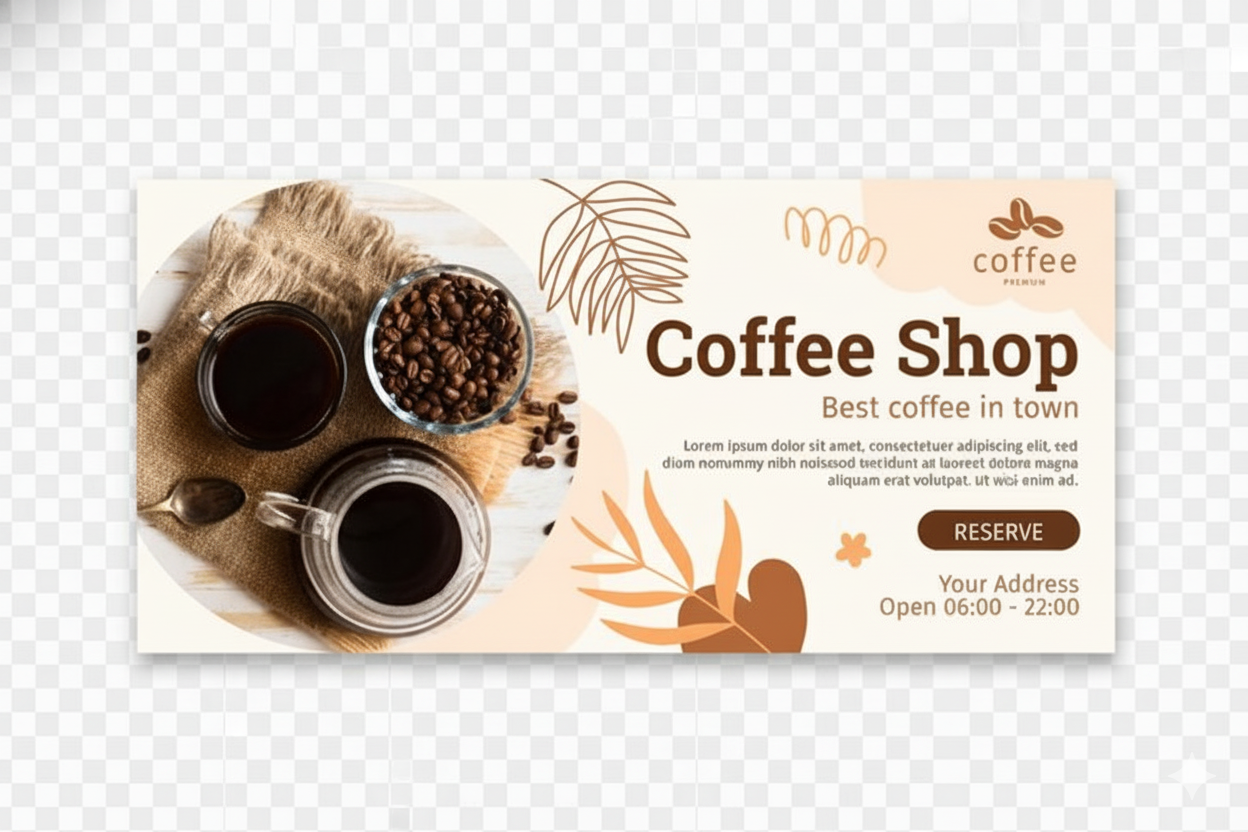 coffee
PREMIUM
Coffee Shop
Best coffee in town
Lorem ipsum dolor sit amet, consectetuer adipiscing elit, ted
diom nomummy nibh noissod tincidunt all laoreet dolore magna
aliquam erat volutpat. ut wisi enim ad.
RESERVE
Your Address
Open 06:00 - 22:00